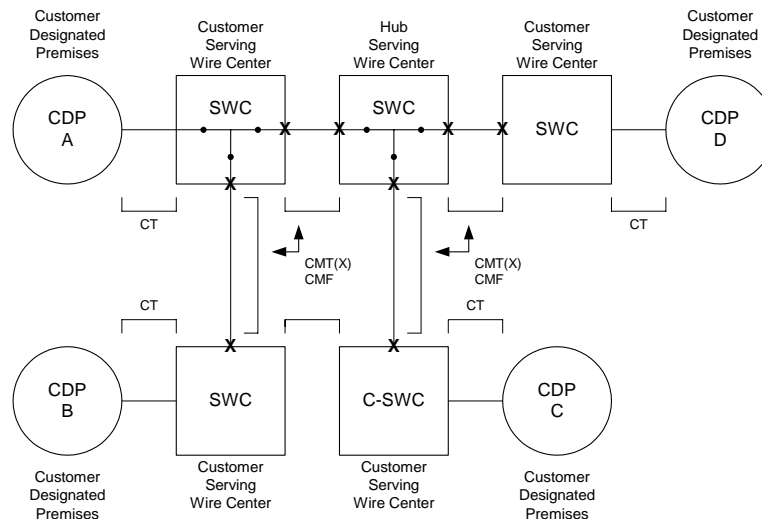 Customer
Designated
Premises
Customer
Serving
Wire Center
Hub
Serving
Wire Center
Customer
Serving
Wire Center
Customer
Designated
Premises
CDP
A
SWC
SWC
SWC
CDP
D
X
X
X
X
X
X
CT
CT
CMT(X)
CMF
CMT(X)
CMF
CT
CT
X
X
CDP
B
SWC
C-SWC
CDP
C
Customer
Designated
Premises
Customer
Serving
Wire Center
Customer
Serving
Wire Center
Customer
Designated
Premises